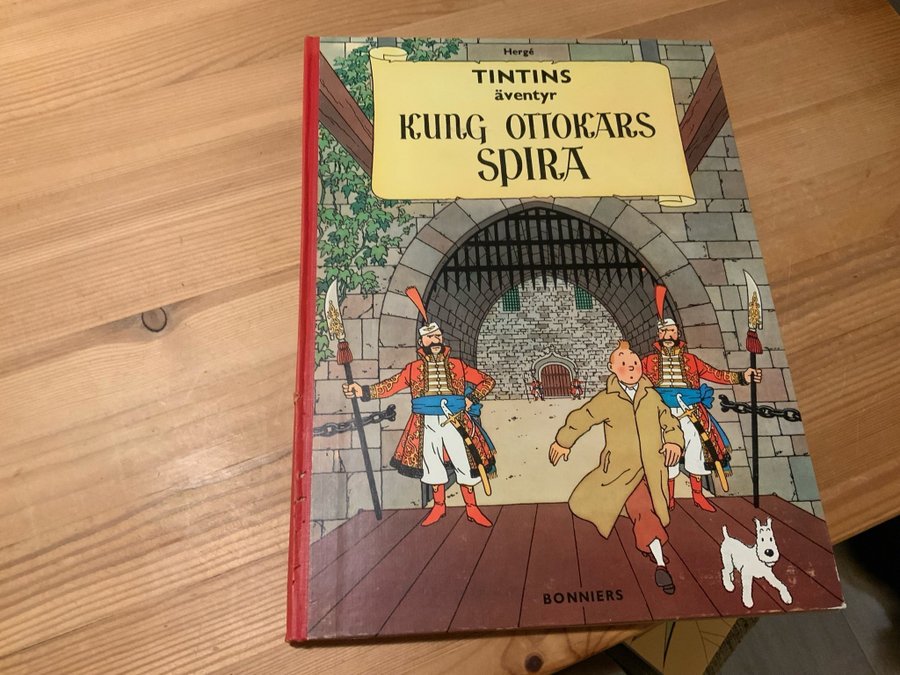 Hergé
TINTINS
äventyr
KUNG OTTOKARS
SPIRA
BONNIERS